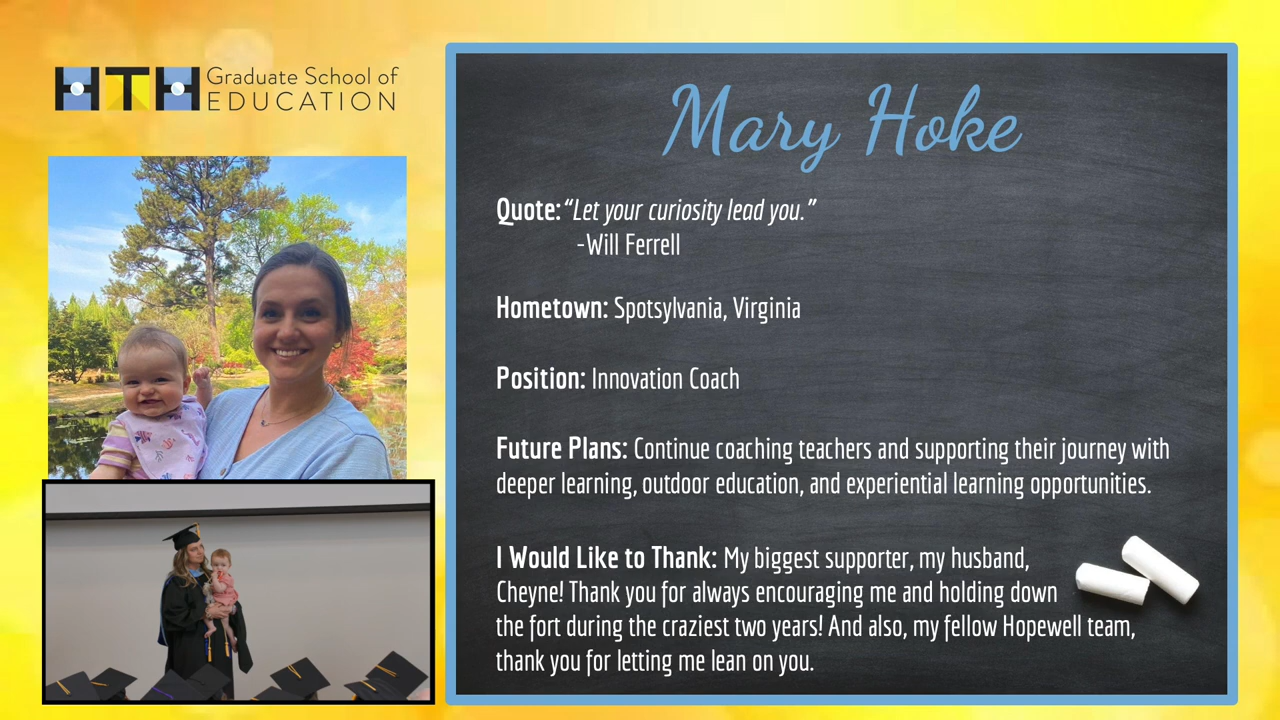 HTH Graduate School of
EDUCATION
Mary Hoke
Quote: “Let your curiosity lead you.”
-Will Ferrell
Hometown: Spotsylvania, Virginia
Position: Innovation Coach
Future Plans: Continue coaching teachers and supporting their journey with
deeper learning, outdoor education, and experiential learning opportunities.
I Would Like to Thank: My biggest supporter, my husband,
Cheyne! Thank you for always encouraging me and holding down
the fort during the craziest two years! And also, my fellow Hopewell team,
thank you for letting me lean on you.